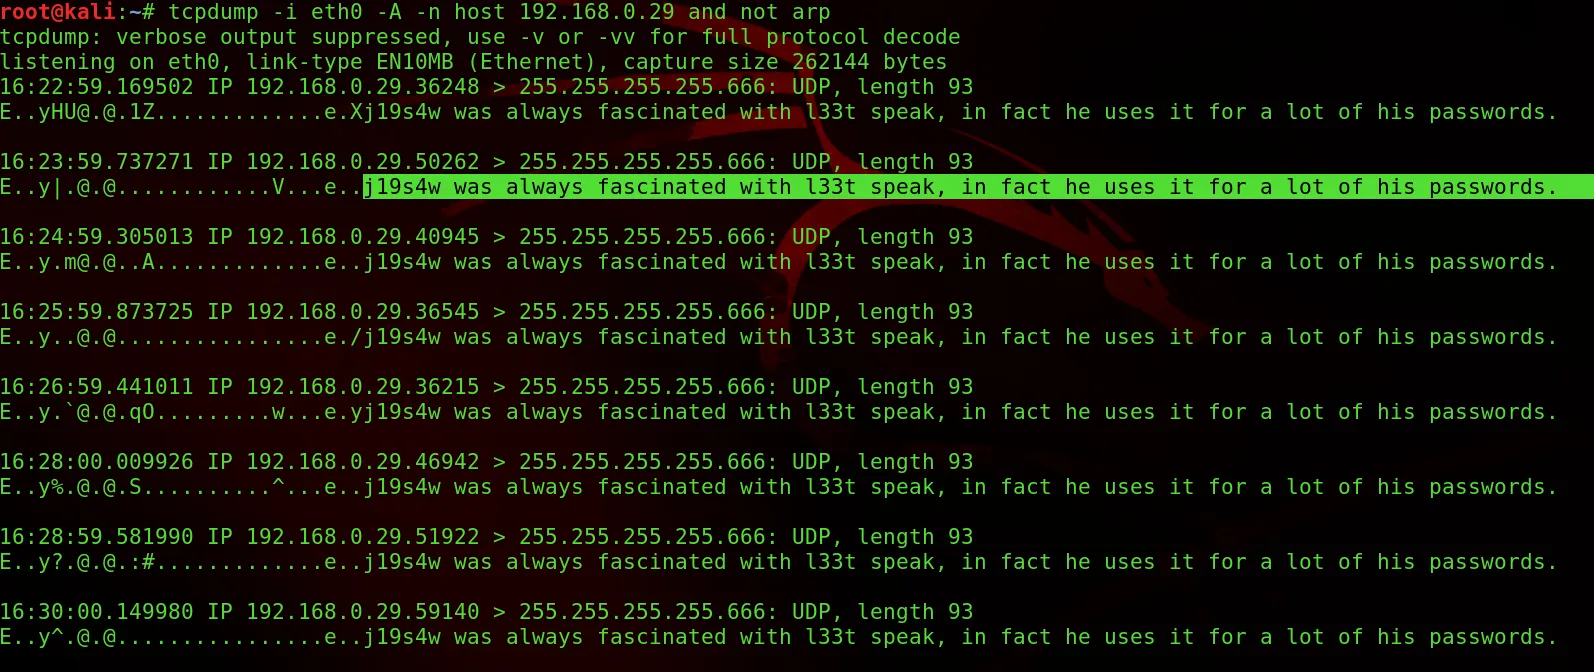 root@kali:~# tcpdump -i eth0 -A -n host 192.168.0.29 and not arp
tcpdump: verbose output suppressed, use -v or -vv for full protocol decode
listening on eth0, link-type EN10MB (Ethernet), capture size 262144 bytes
16:22:59.169502 IP 192.168.0.29.36248 > 255.255.255.255.666: UDP, length 93
E..yHU@.@.1Z.............e.Xj19s4w was always fascinated with l33t speak, in fact he uses it for a lot of his passwords.
16:23:59.737271 IP 192.168.0.29.50262 > 255.255.255.255.666: UDP, length 93
E..y|.@.@............V...e..j19s4w was always fascinated with l33t speak, in fact he uses it for a lot of his passwords.
16:24:59.305013 IP 192.168.0.29.40945 > 255.255.255.255.666: UDP, length 93
E..y.m@.@..A.............e..j19s4w was always fascinated with l33t speak, in fact he uses it for a lot of his passwords.
16:25:59.873725 IP 192.168.0.29.36545 > 255.255.255.255.666: UDP, length 93
E..y..@.@................e./j19s4w was always fascinated with l33t speak, in fact he uses it for a lot of his passwords.
16:26:59.441011 IP 192.168.0.29.36215 > 255.255.255.255.666: UDP, length 93
E..y.`@.@.qO.........w...e.yj19s4w was always fascinated with l33t speak, in fact he uses it for a lot of his passwords.
16:28:00.009926 IP 192.168.0.29.46942 > 255.255.255.255.666: UDP, length 93
E..y%.@.@.S..........^...e..j19s4w was always fascinated with l33t speak, in fact he uses it for a lot of his passwords.
16:28:59.581990 IP 192.168.0.29.51922 > 255.255.255.255.666: UDP, length 93
E..y?.@.@.:#.............e..j19s4w was always fascinated with l33t speak, in fact he uses it for a lot of his passwords.
16:30:00.149980 IP 192.168.0.29.59140 > 255.255.255.255.666: UDP, length 93
E..y^.@.@................e..j19s4w was always fascinated with l33t speak, in fact he uses it for a lot of his passwords.